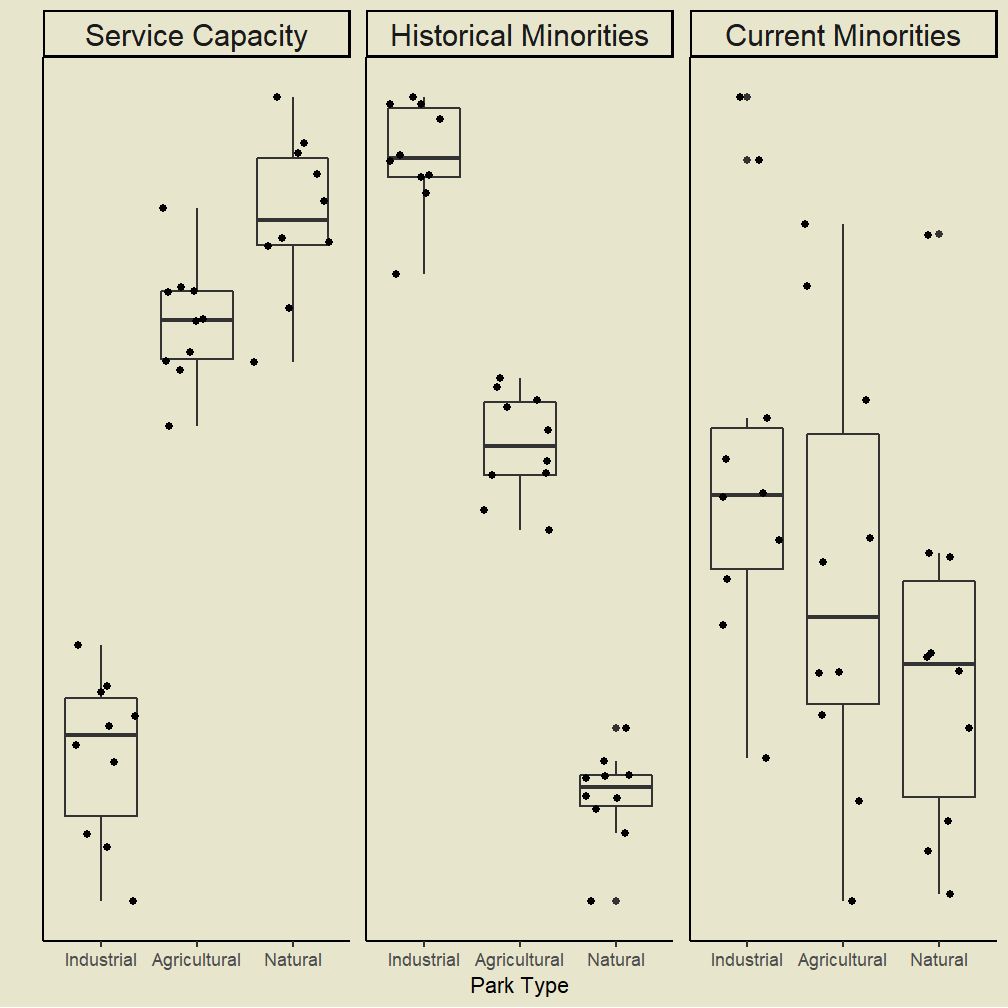 Service Capacity Historical Minorities Current Minorities
Industrial Agricultural Natural Industrial Agricultural Natural Industrial Agricultural Natural
Park Type